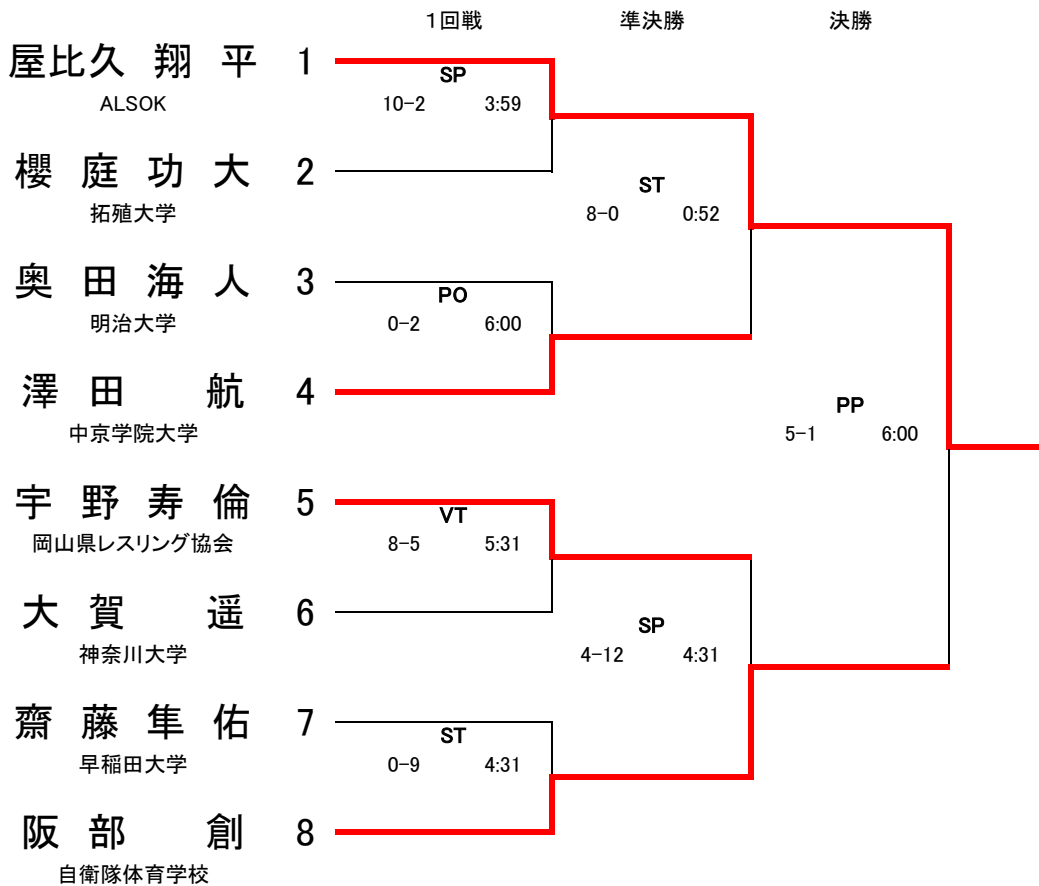 1回戦 準決勝 決勝
屋比久 翔 平 1
ALSOK
SP
10-2 3:59
櫻 庭 功 大 2
拓殖大学
ST
8-0 0:52
奥 田 海 人 3
明治大学
PO
0-2 6:00
澤 田 航 4
中京学院大学
PP
5-1 6:00
宇 野 寿 倫 5
岡山県レスリング協会
VT
8-5 5:31
大 賀 遥 6
神奈川大学
SP
4-12 4:31
齋 藤 隼 佑 7
早稲田大学
ST
0-9 4:31
阪 部 創 8
自衛隊体育学校